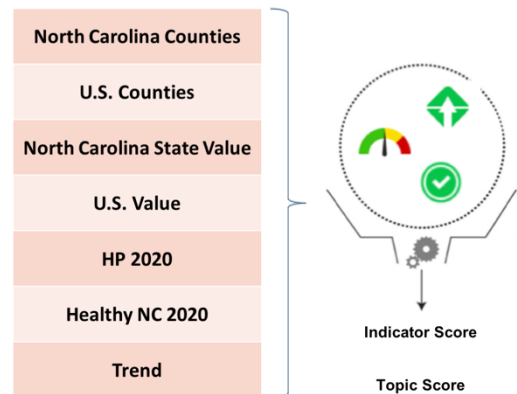 North Carolina Counties
U.S. Counties
North Carolina State Value
U.S. Value
HP 2020
Healthy NC 2020
Trend
Indicator Score
Topic Score